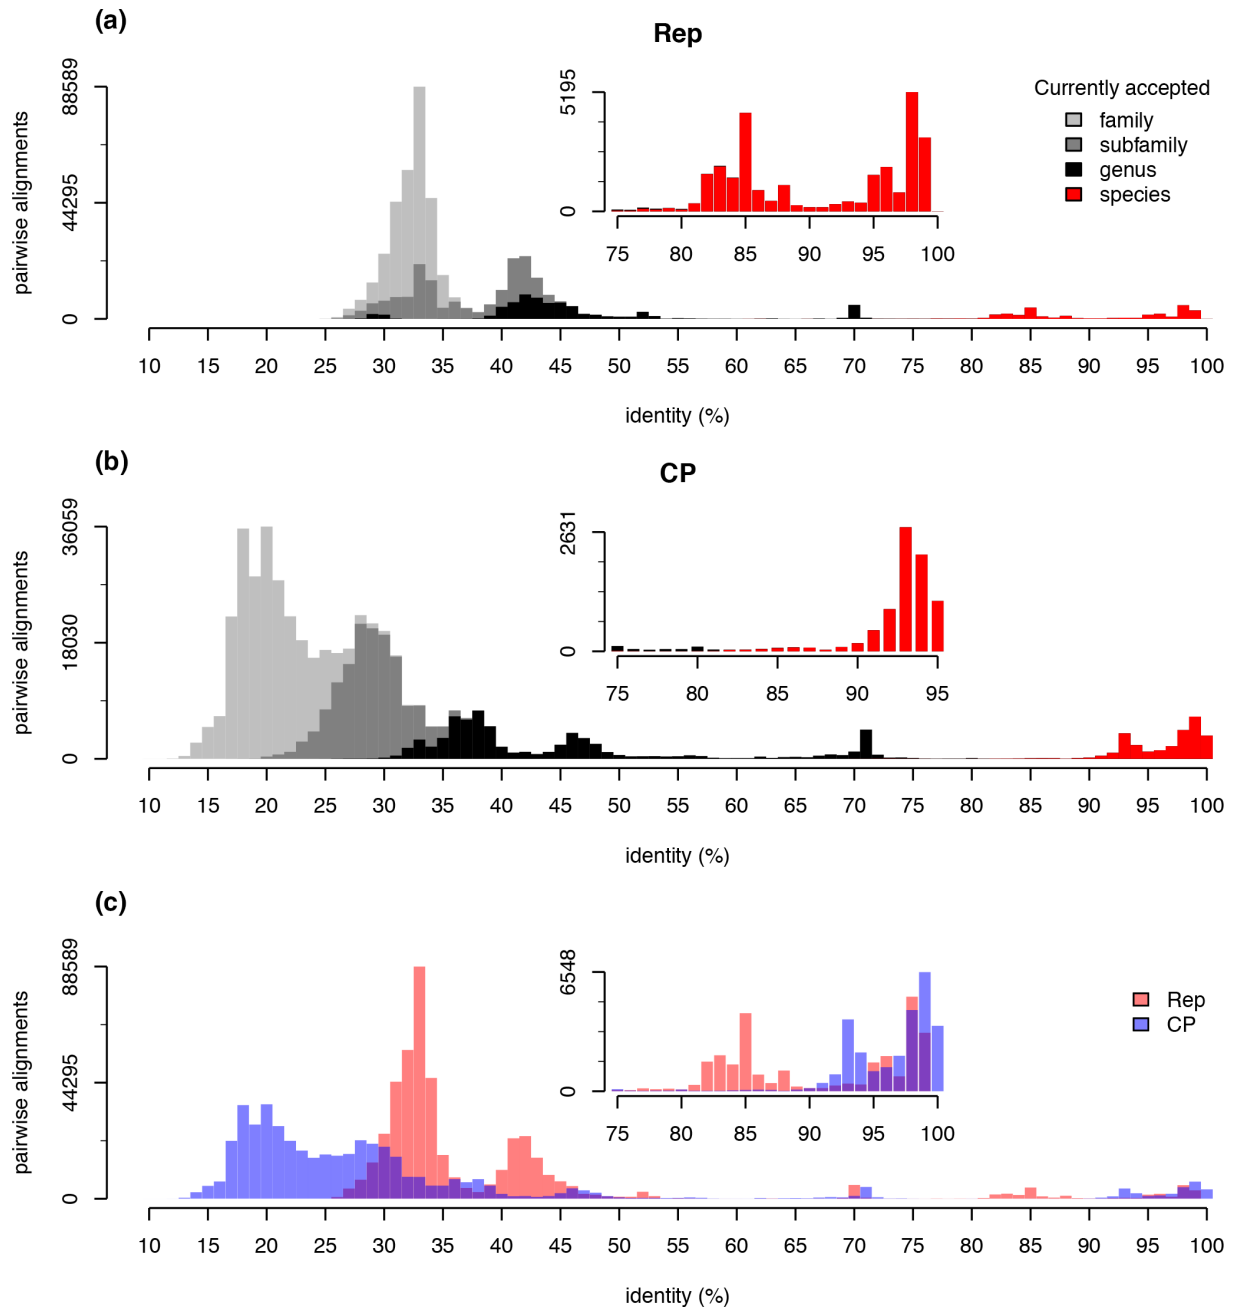 (a)
Rep
pairwise alignments
88589
44295
0
5195
0
75 80 85 90 95 100
Currently accepted
family
subfamily
genus
species
10 15 20 25 30 35 40 45 50 55 60 65 70 75 80 85 90 95 100
identity (%)
(b)
CP
pairwise alignments
36059
18030
0
2631
0
75 80 85 90 95
10 15 20 25 30 35 40 45 50 55 60 65 70 75 80 85 90 95 100
identity (%)
(c)
pairwise alignments
88589
44295
0
6548
0
75 80 85 90 95 100
Rep
CP
10 15 20 25 30 35 40 45 50 55 60 65 70 75 80 85 90 95 100
identity (%)